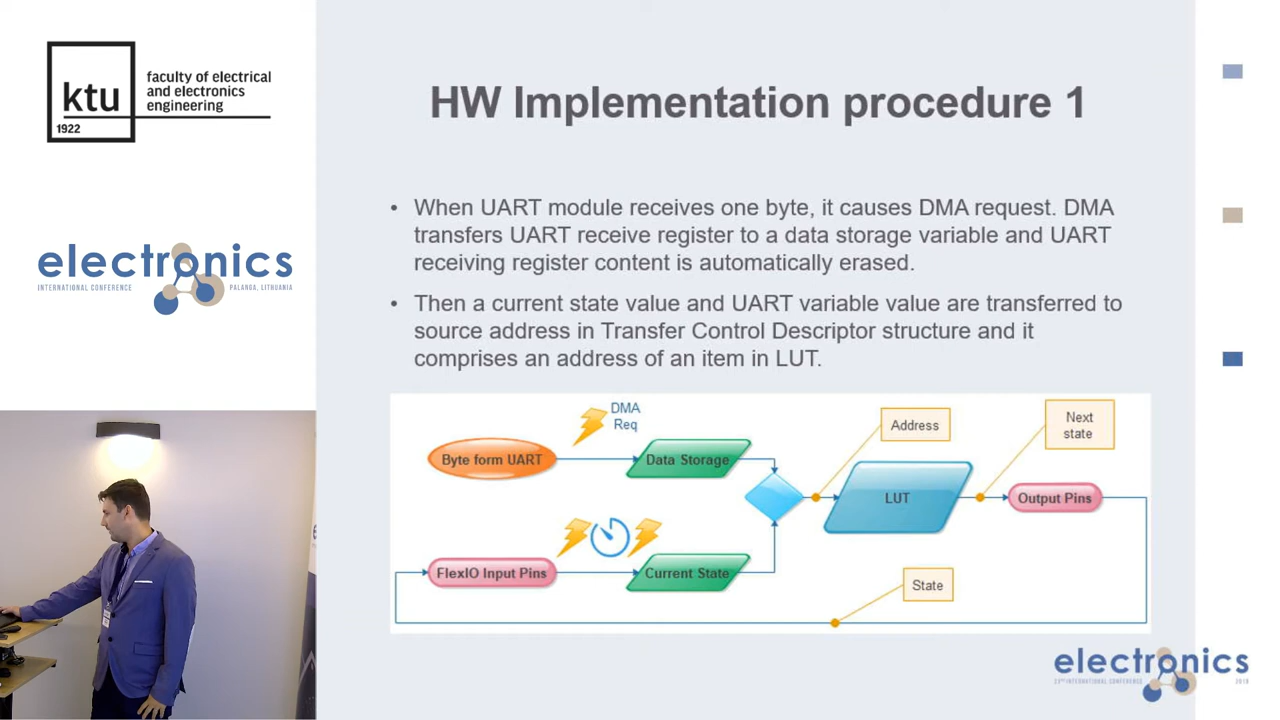 ktu
1922
faculty of electrical
and electronics
engineering
electronics
INTERNATIONAL CONFERENCE
PALANGA, LITHUANIA
HW Implementation procedure 1
• When UART module receives one byte, it causes DMA request. DMA
transfers UART receive register to a data storage variable and UART
receiving register content is automatically erased.
• Then a current state value and UART variable value are transferred to
source address in Transfer Control Descriptor structure and it
comprises an address of an item in LUT.
DMA
Req
Address
Next
state
Byte form UART
Data Storage
LUT
Output Pins
FlexIO Input Pins
Current State
State
electronics
22ND INTERNATIONAL CONFERENCE
2018